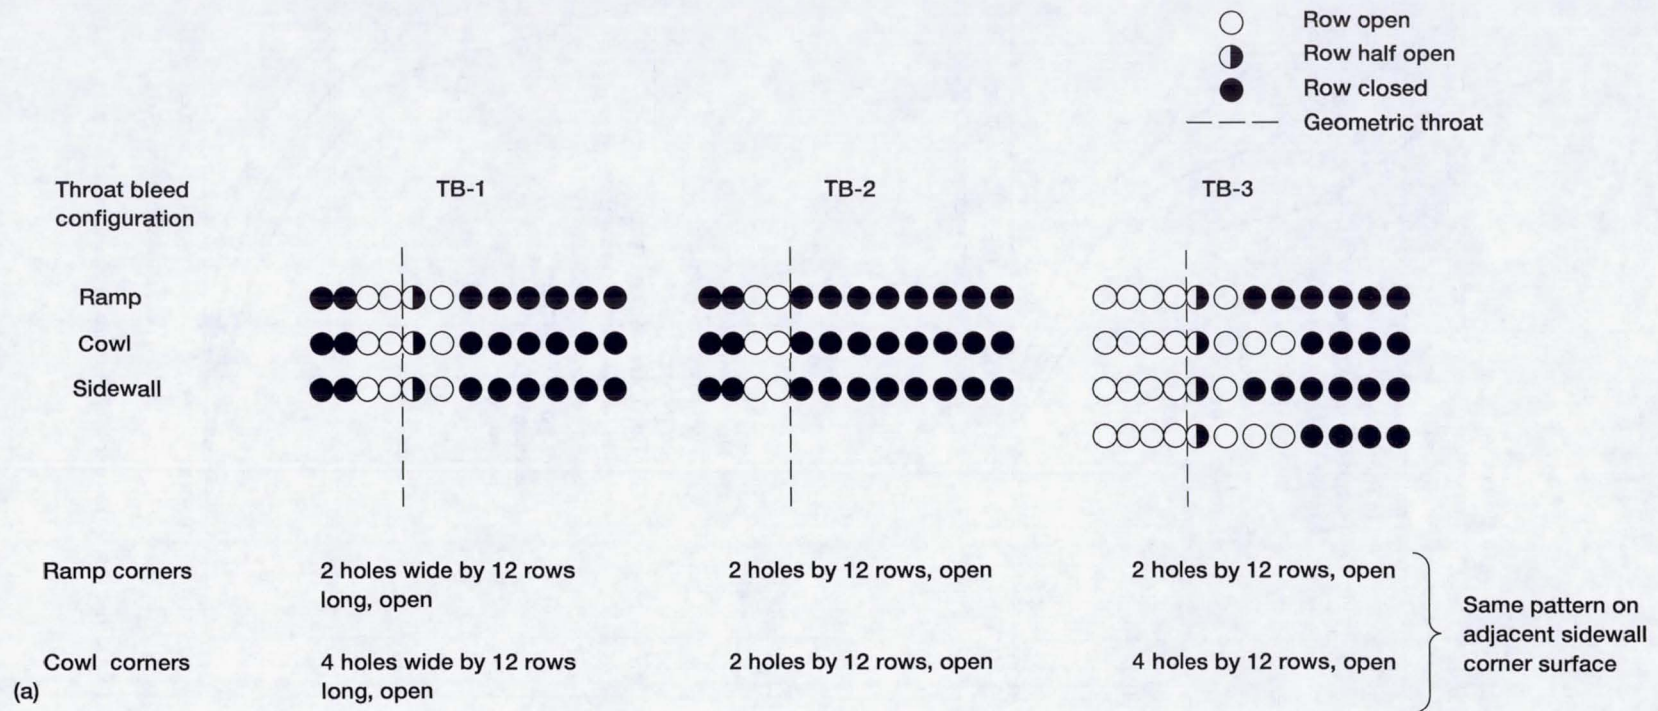 Row open
Row half open
Row closed
Geometric throat
Throat bleed
configuration
TB-1
TB-2
TB-3
Ramp
Cowl
Sidewall
Ramp corners
2 holes wide by 12 rows
long, open
2 holes by 12 rows, open
2 holes by 12 rows, open
Cowl corners
4 holes wide by 12 rows
long, open
2 holes by 12 rows, open
4 holes by 12 rows, open
Same pattern on
adjacent sidewall
corner surface
(a)